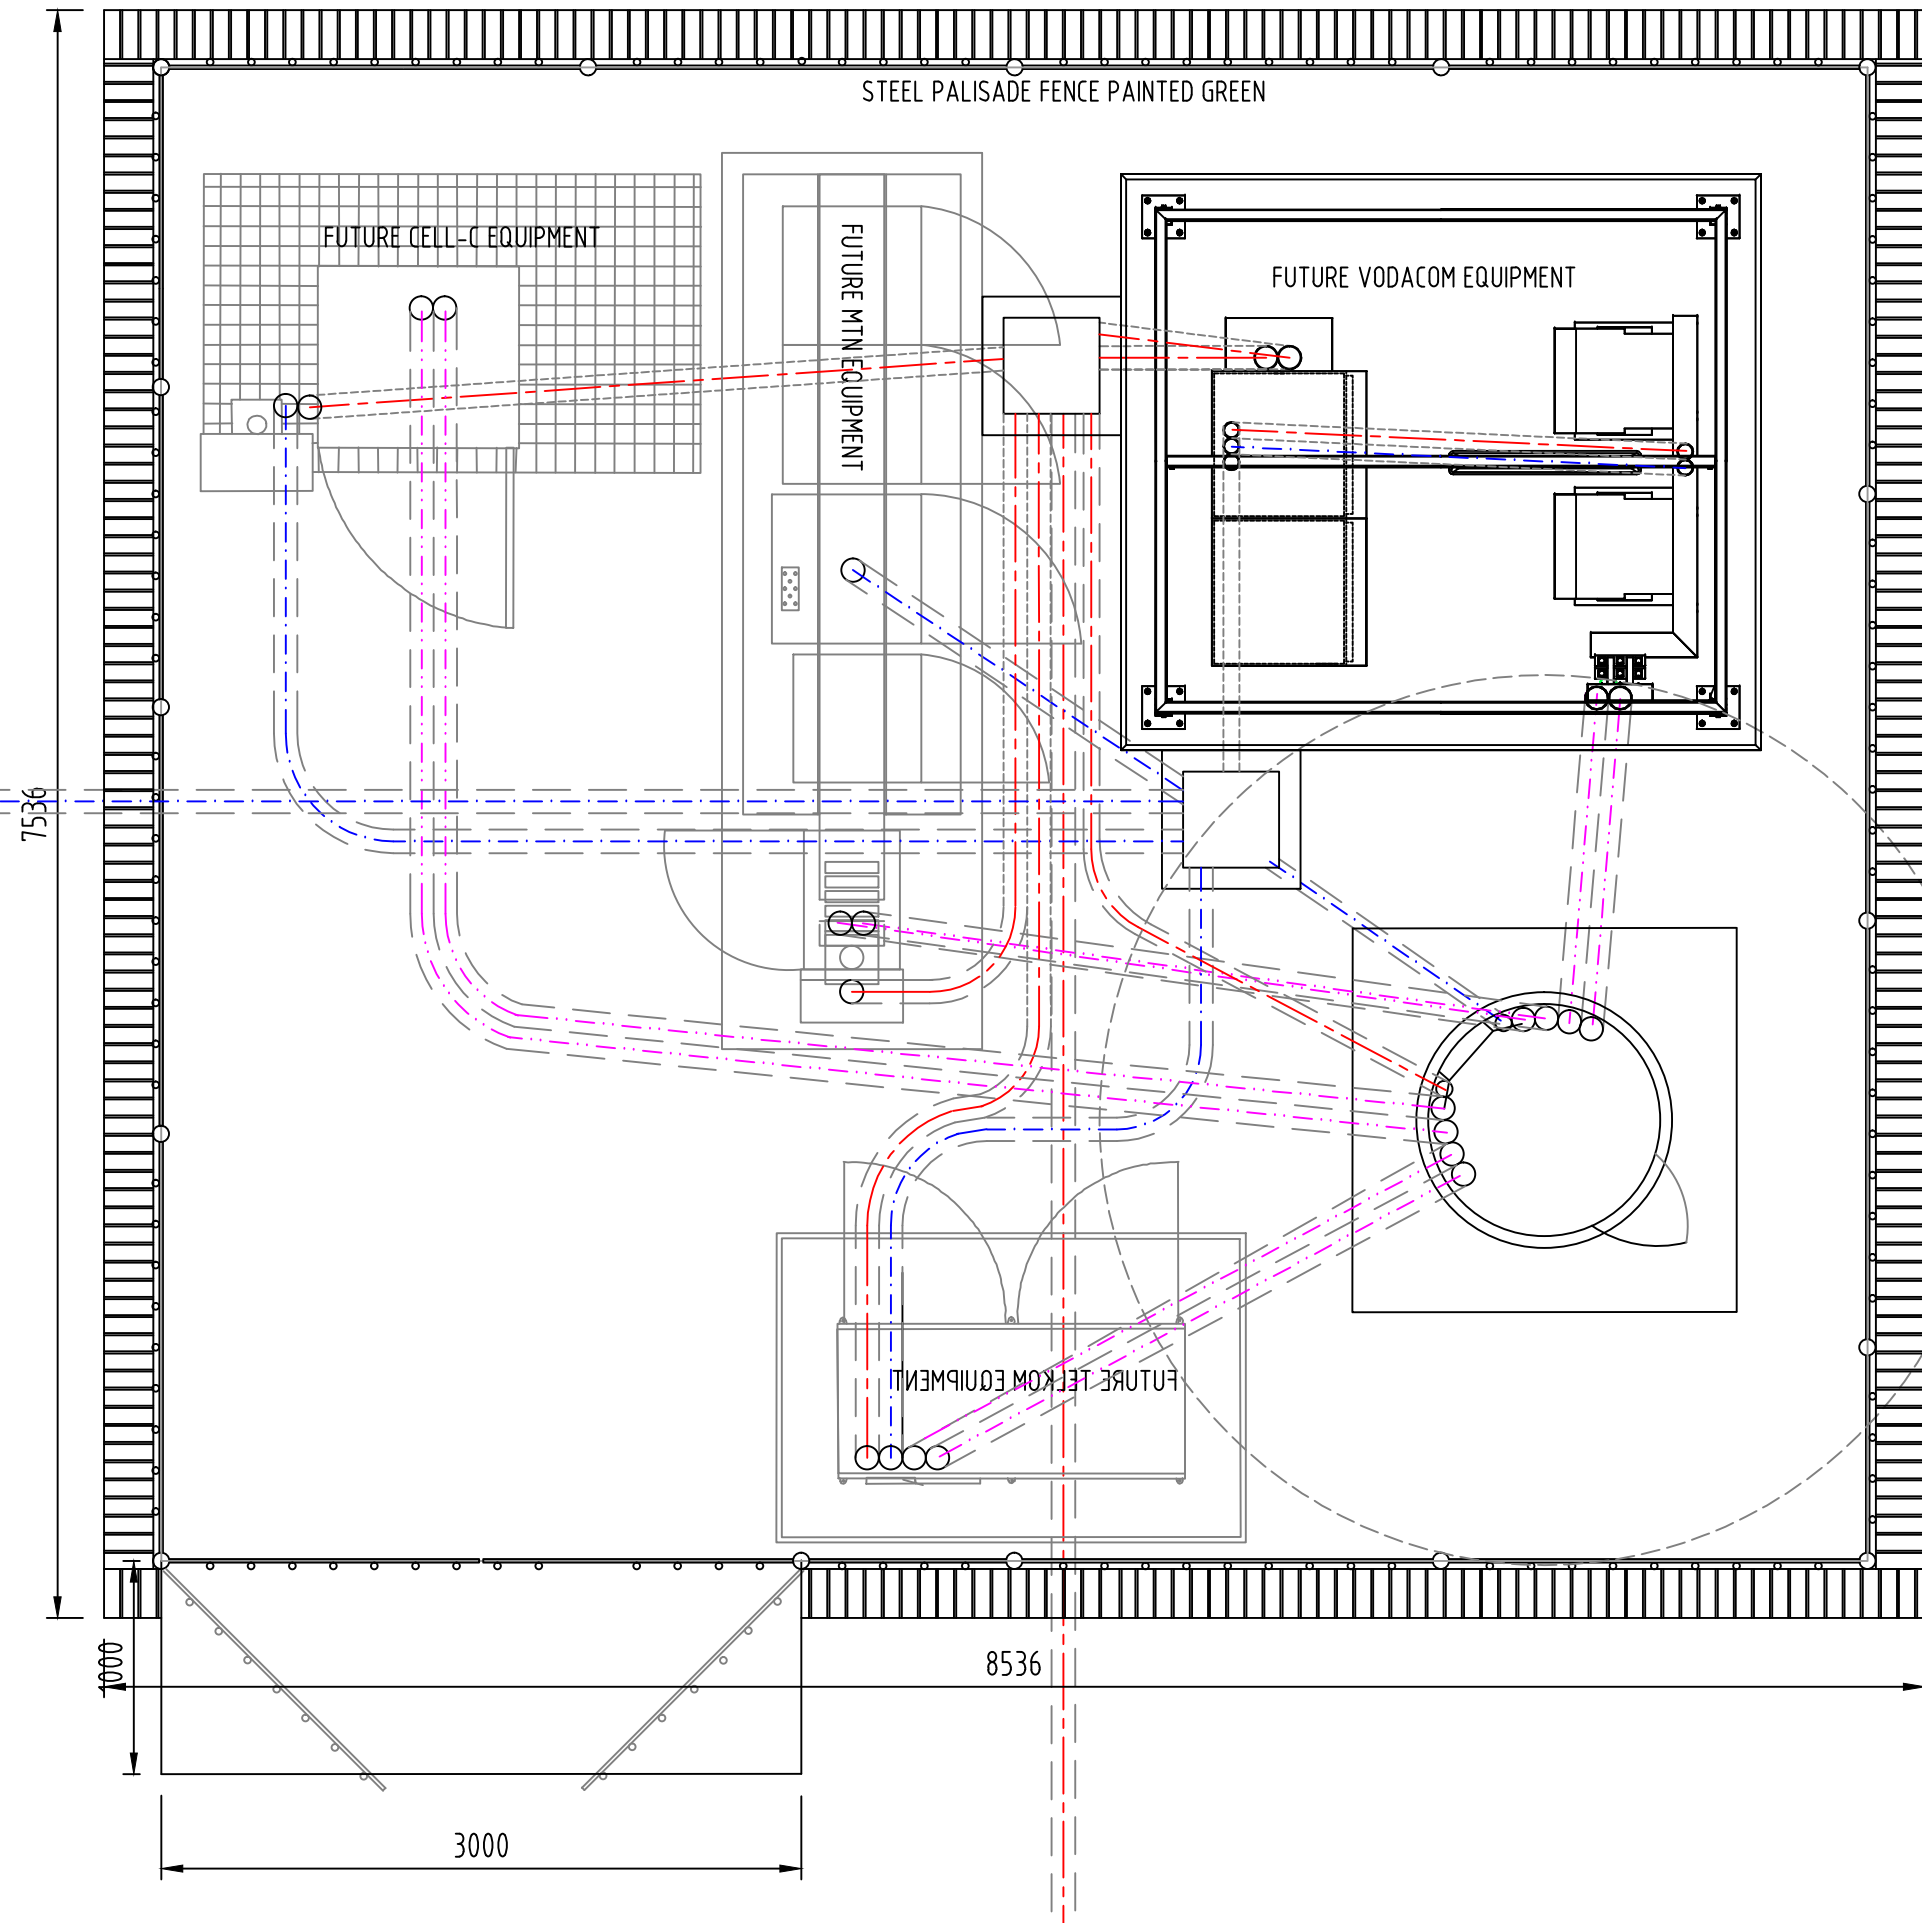 STEEL PALISADE FENCE PAINTED GREEN
FUTURE CELL-C EQUIPMENT
FUTURE MTN EQUIPMENT
FUTURE VODACOM EQUIPMENT
7536
FUTURE TELKOM EQUIPMENT
1000
8536
3000